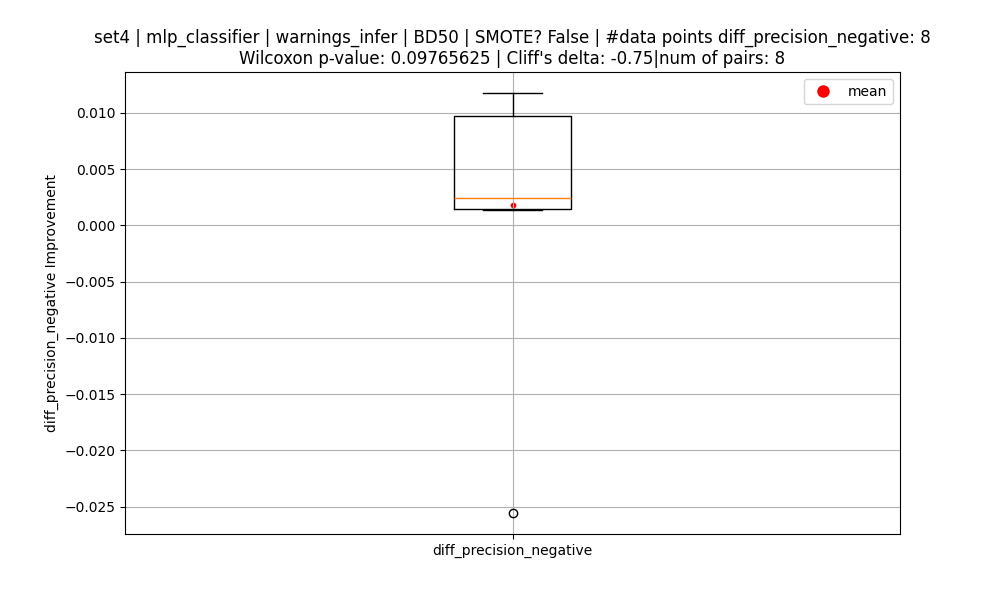 set4 | mlp_classifier | warnings_infer | BD50 | SMOTE? False | #data points diff_precision_negative: 8
Wilcoxon p-value: 0.09765625 | Cliff's delta: -0.75|num of pairs: 8
mean
0.010
0.005
0.000
−0.005
−0.010
−0.015
−0.020
−0.025
diff_precision_negative Improvement
diff_precision_negative